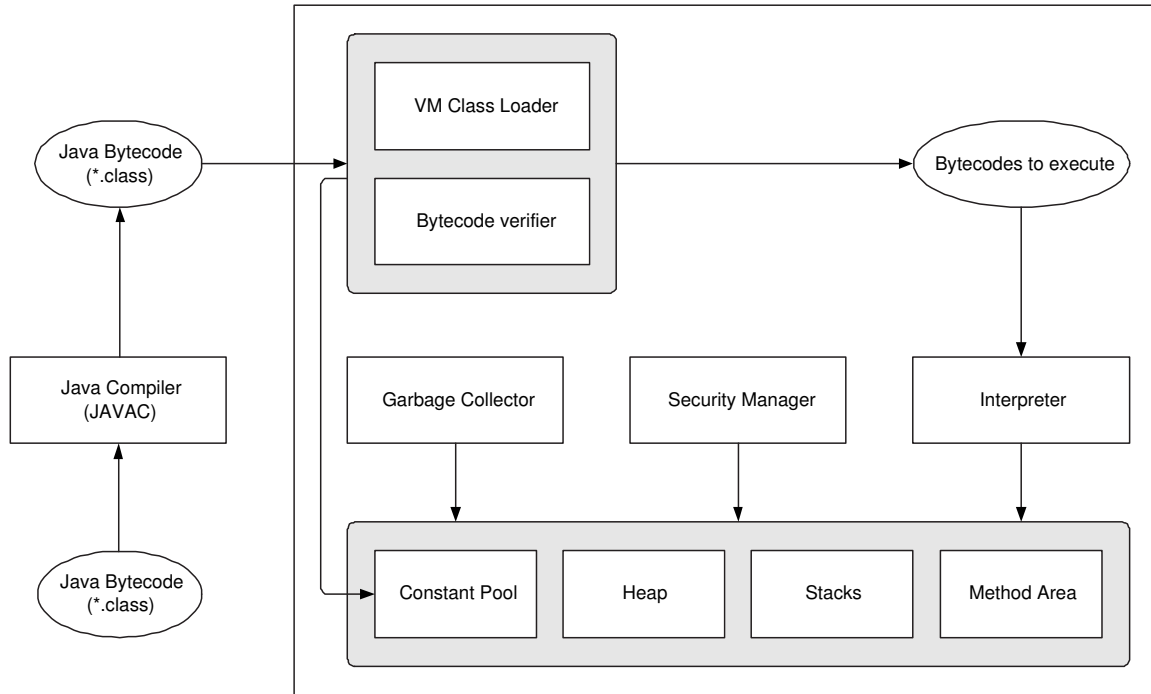 VM Class Loader
Java Bytecode
(*.class)
Bytecodes to execute
Bytecode verifier
Java Compiler
(JAVAC)
Garbage Collector
Security Manager
Interpreter
Java Bytecode
(*.class)
Constant Pool
Heap
Stacks
Method Area